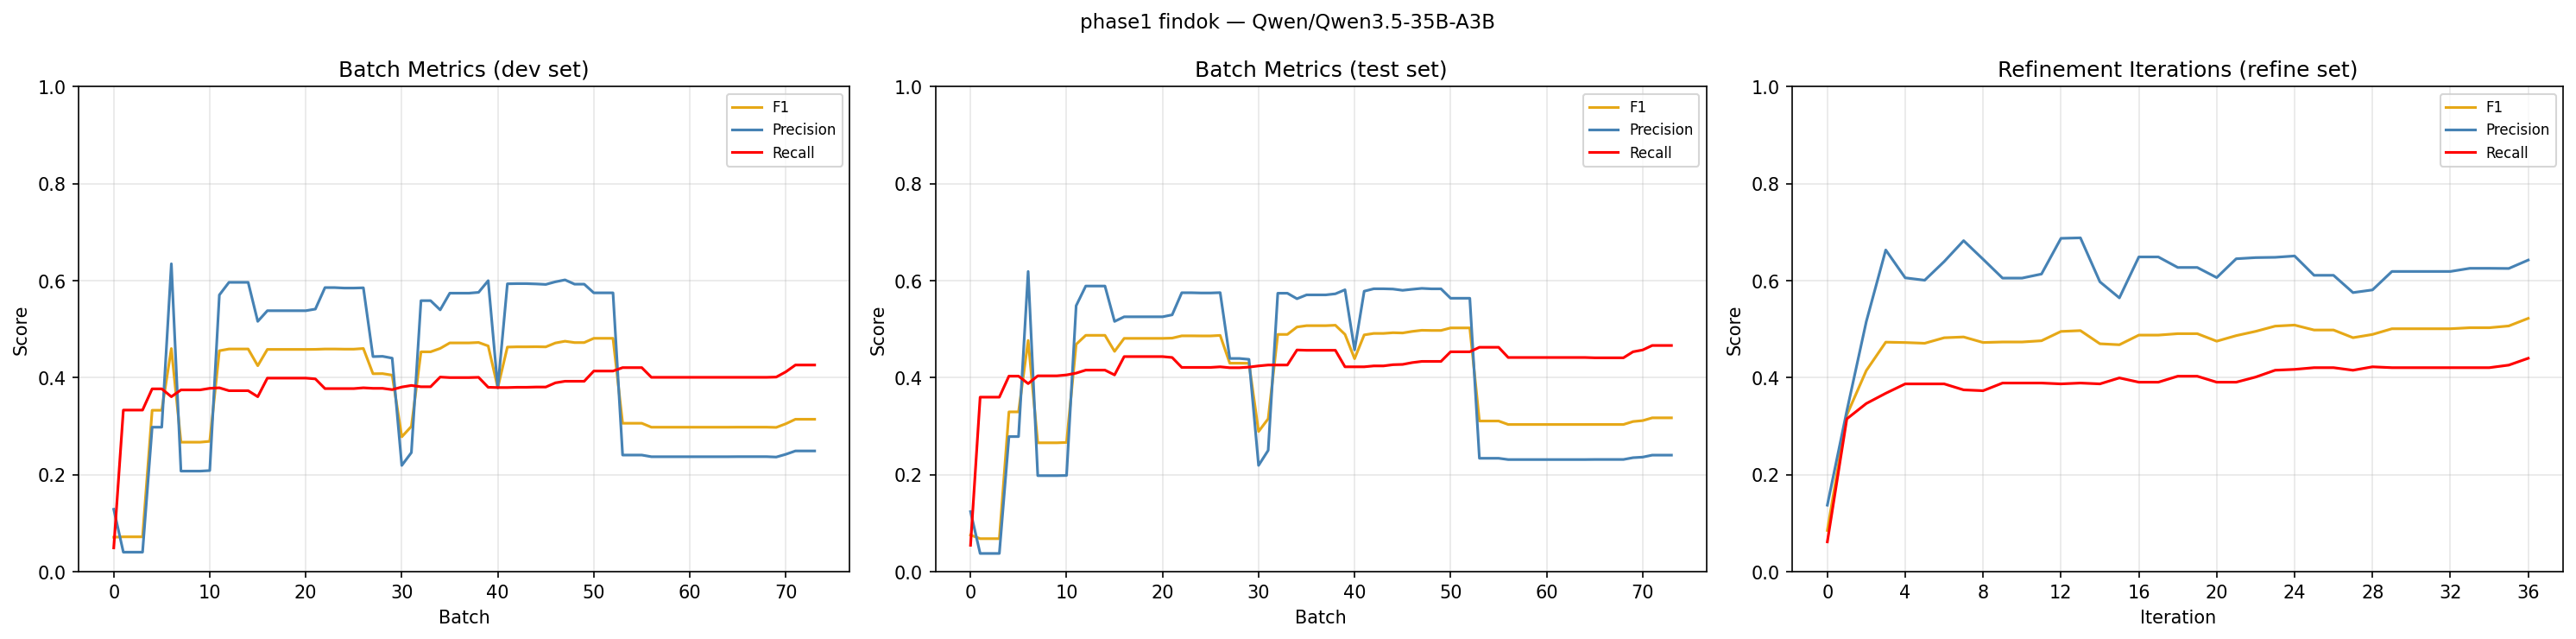 phase1 findok — Qwen/Qwen3.5-35B-A3B
Batch Metrics (dev set)
1.0
0.8
0.6
0.4
0.2
0.0
Score
F1
Precision
Recall
0 10 20 30 40 50 60 70
Batch
Batch Metrics (test set)
1.0
0.8
0.6
0.4
0.2
0.0
Score
F1
Precision
Recall
0 10 20 30 40 50 60 70
Batch
Refinement Iterations (refine set)
1.0
0.8
0.6
0.4
0.2
0.0
Score
F1
Precision
Recall
0 4 8 12 16 20 24 28 32 36
Iteration